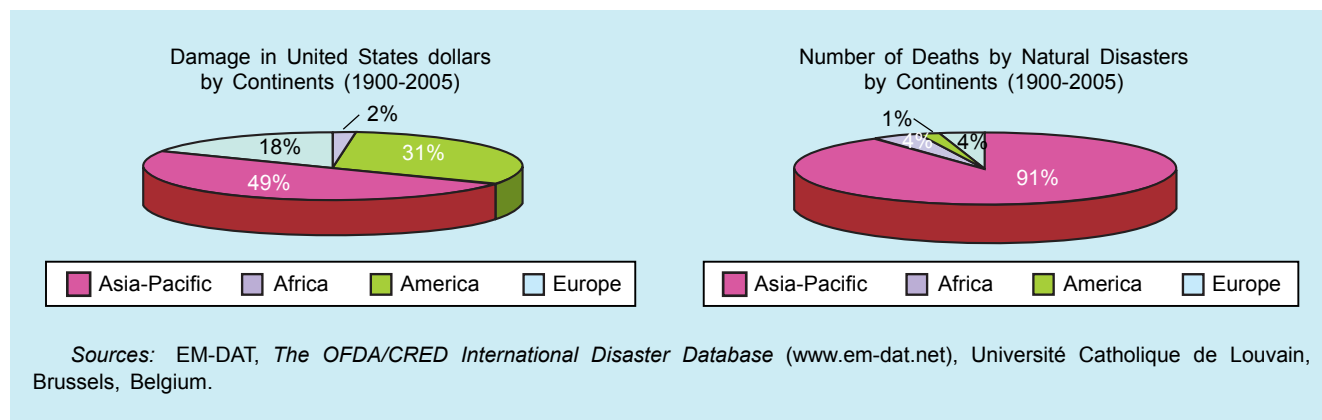 Damage in United States dollars
by Continents (1900-2005)
2%
18%
31%
49%
Asia-Pacific Africa America Europe
Number of Deaths by Natural Disasters
by Continents (1900-2005)
1%
4%
4%
91%
Asia-Pacific Africa America Europe
Sources: EM-DAT, The OFDA/CRED International Disaster Database (www.em-dat.net), Université Catholique de Louvain,
Brussels, Belgium.